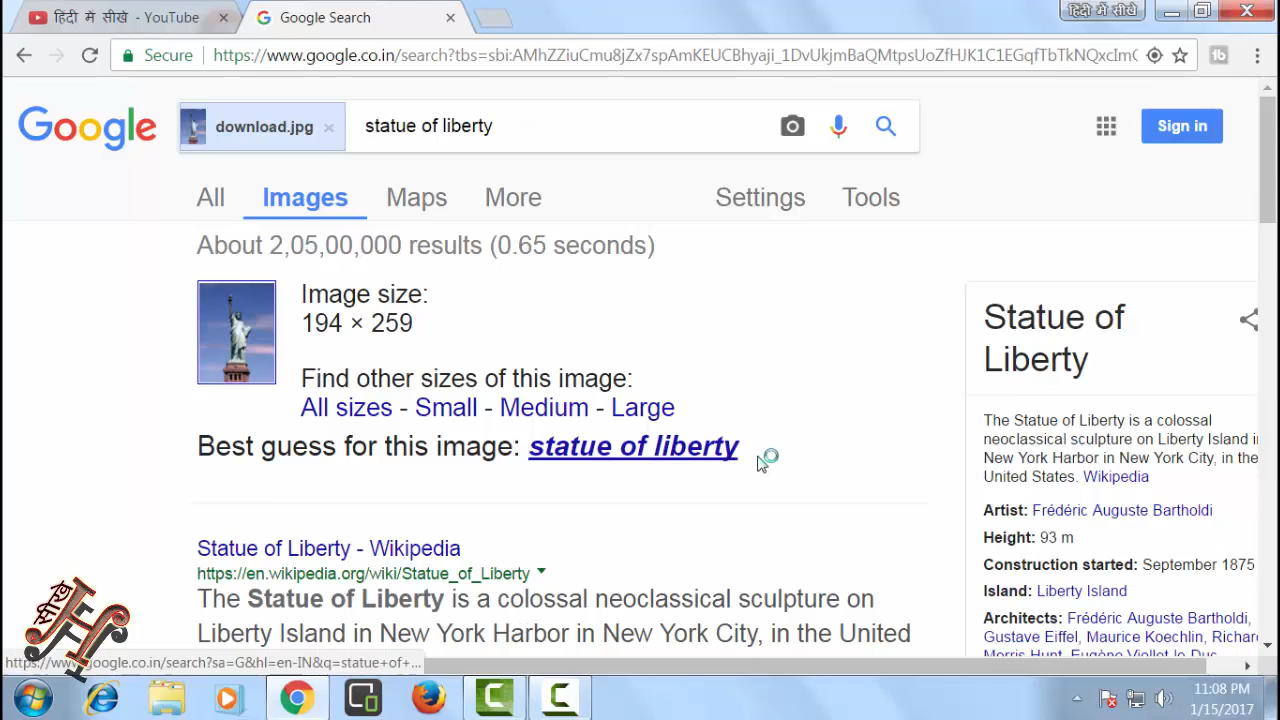 हिंदी में सीखे - YouTube
Google Search
हिंदी में सीखे
Secure
https://www.google.co.in/search?tbs=sbi:AMhZZiuCmu8jZx7spAmKEUCBhyaji_1DvUkjmBaQMtpsUoZfHJK1C1EGqfTbTkNQxcImC
Google
download.jpg
statue of liberty
Sign in
All
Images
Maps
More
Settings
Tools
About 2,05,00,000 results (0.65 seconds)
Image size:
194 × 259
Find other sizes of this image:
All sizes - Small - Medium - Large
Best guess for this image: statue of liberty
Statue of Liberty - Wikipedia
https://en.wikipedia.org/wiki/Statue_of_Liberty
The Statue of Liberty is a colossal neoclassical sculpture on
Liberty Island in New York Harbor in New York City, in the United
Statue of
Liberty
The Statue of Liberty is a colossal
neoclassical sculpture on Liberty Island i
New York Harbor in New York City, in the
United States. Wikipedia
Artist: Frédéric Auguste Bartholdi
Height: 93 m
Construction started: September 1875
Island: Liberty Island
Architects: Frédéric Auguste Bartholdi,
Gustave Eiffel, Maurice Koechlin, Richar
Morris Hunt, Eugène Viollet-le-Duc
सीखे
https://www.google.co.in/search?sa=G&hl=en-IN&q=statue+of+...
11:08 PM
1/15/2017